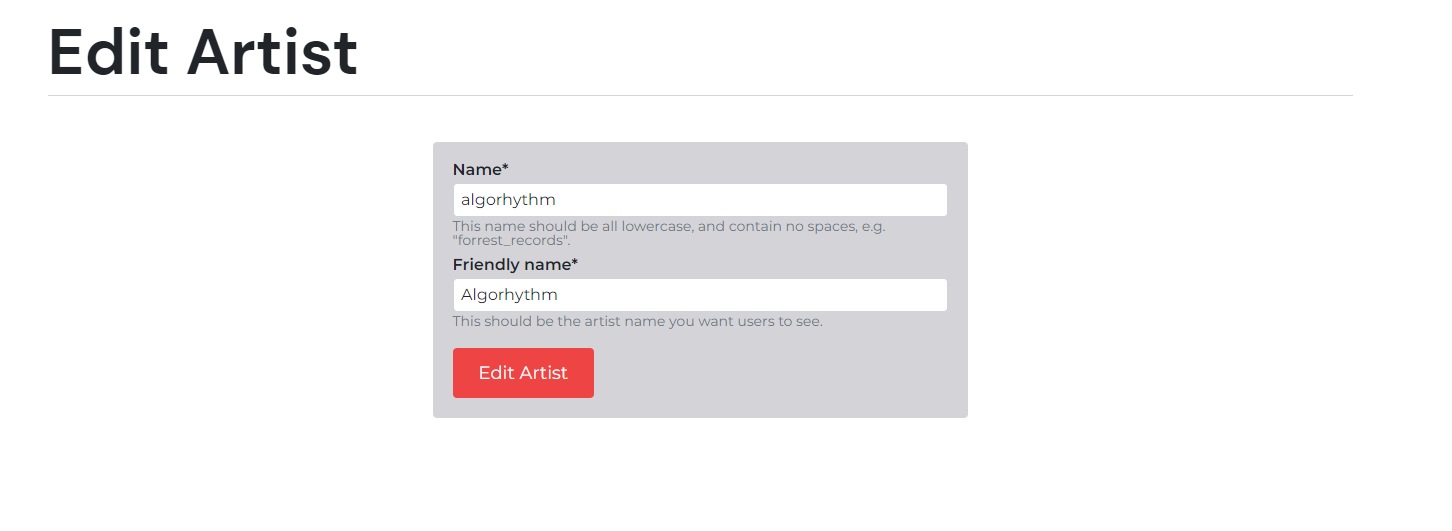 Edit Artist
Name*
algorhythm
This name should be all lowercase, and contain no spaces, e.g.
"forrest_records".
Friendly name*
Algorhythm
This should be the artist name you want users to see.
Edit Artist